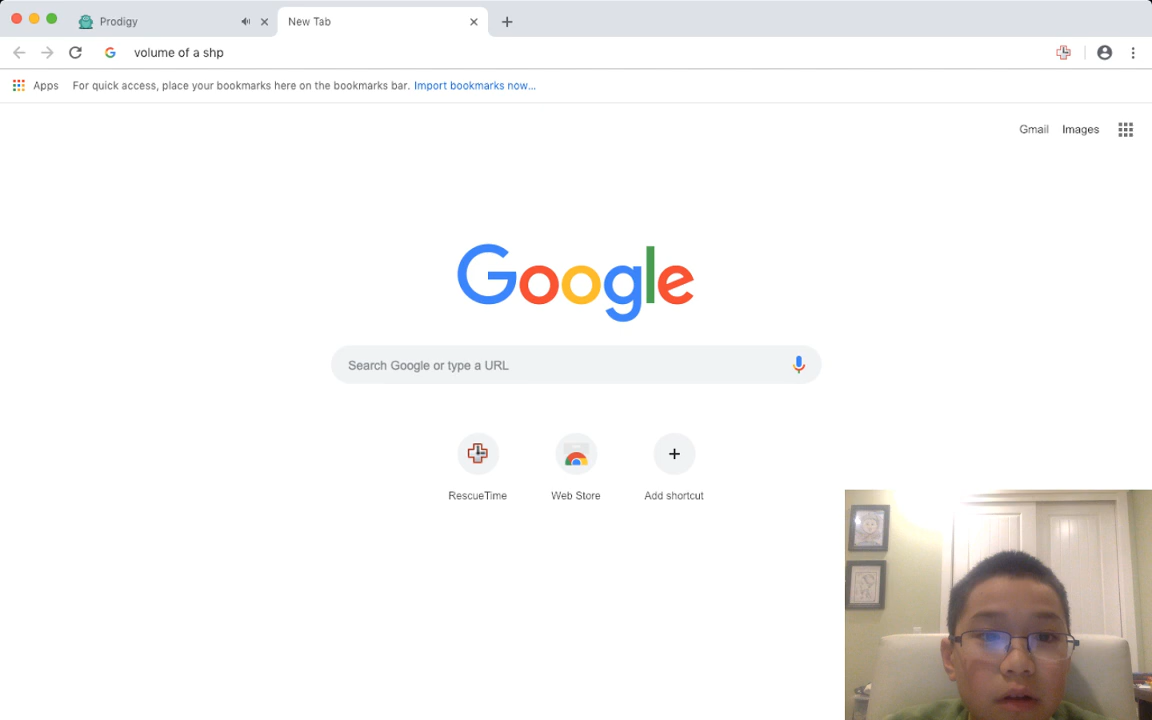 Prodigy
New Tab
volume of a shp
Apps
For quick access, place your bookmarks here on the bookmarks bar. Import bookmarks now...
Gmail
Images
Google
Search Google or type a URL
RescueTime
Web Store
Add shortcut